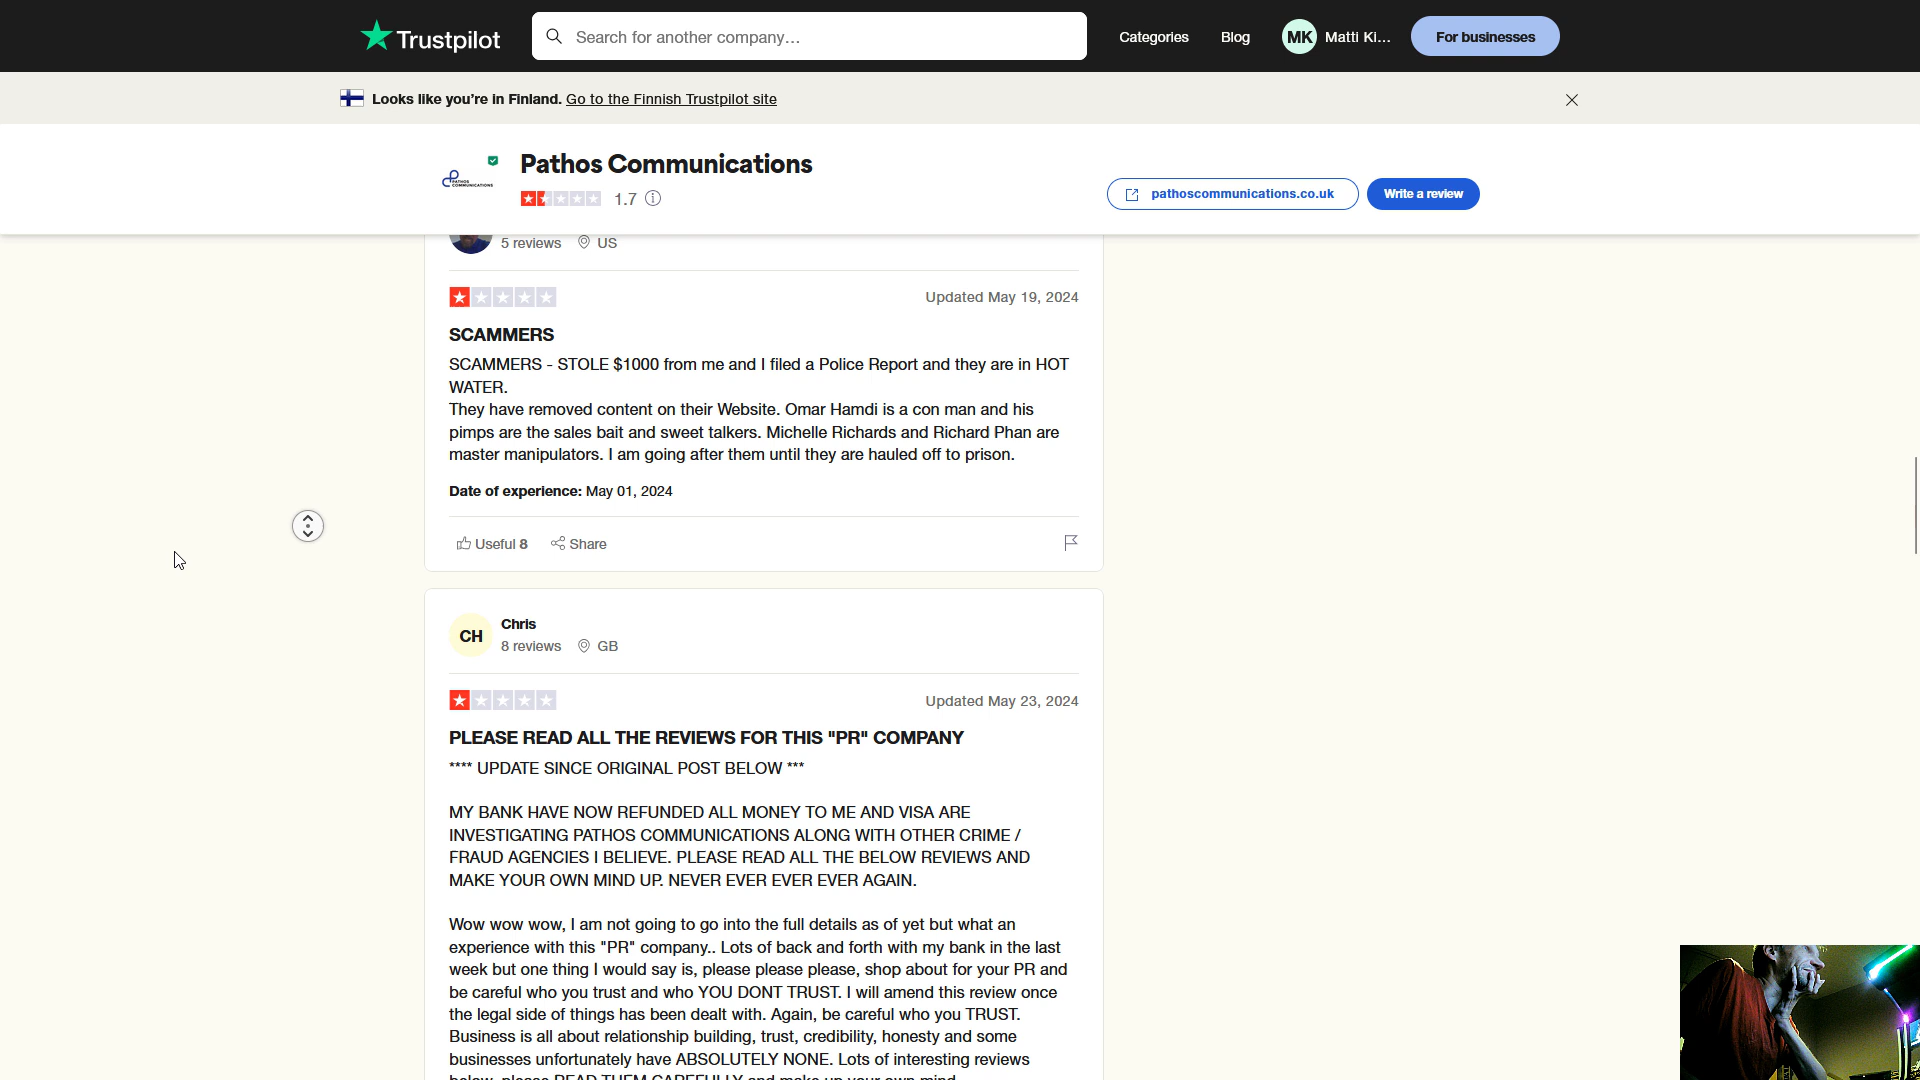 Trustpilot
Search for another company…
Categories
Blog
MK
Matti Ki...
For businesses
Looks like you’re in Finland. Go to the Finnish Trustpilot site
PATHOS
COMMUNICATIONS
Pathos Communications
1.7
pathoscommunications.co.uk
Write a review
5 reviews
US
Updated May 19, 2024
SCAMMERS
SCAMMERS - STOLE $1000 from me and I filed a Police Report and they are in HOT
WATER.
They have removed content on their Website. Omar Hamdi is a con man and his
pimps are the sales bait and sweet talkers. Michelle Richards and Richard Phan are
master manipulators. I am going after them until they are hauled off to prison.
Date of experience: May 01, 2024
Useful 8
Share
CH
Chris
8 reviews
GB
Updated May 23, 2024
PLEASE READ ALL THE REVIEWS FOR THIS "PR" COMPANY
**** UPDATE SINCE ORIGINAL POST BELOW ***
MY BANK HAVE NOW REFUNDED ALL MONEY TO ME AND VISA ARE
INVESTIGATING PATHOS COMMUNICATIONS ALONG WITH OTHER CRIME /
FRAUD AGENCIES I BELIEVE. PLEASE READ ALL THE BELOW REVIEWS AND
MAKE YOUR OWN MIND UP. NEVER EVER EVER EVER AGAIN.
Wow wow wow, I am not going to go into the full details as of yet but what an
experience with this "PR" company.. Lots of back and forth with my bank in the last
week but one thing I would say is, please please please, shop about for your PR and
be careful who you trust and who YOU DONT TRUST. I will amend this review once
the legal side of things has been dealt with. Again, be careful who you TRUST.
Business is all about relationship building, trust, credibility, honesty and some
businesses unfortunately have ABSOLUTELY NONE. Lots of interesting reviews
below, please READ THEM CAREFULLY and make up your own mind